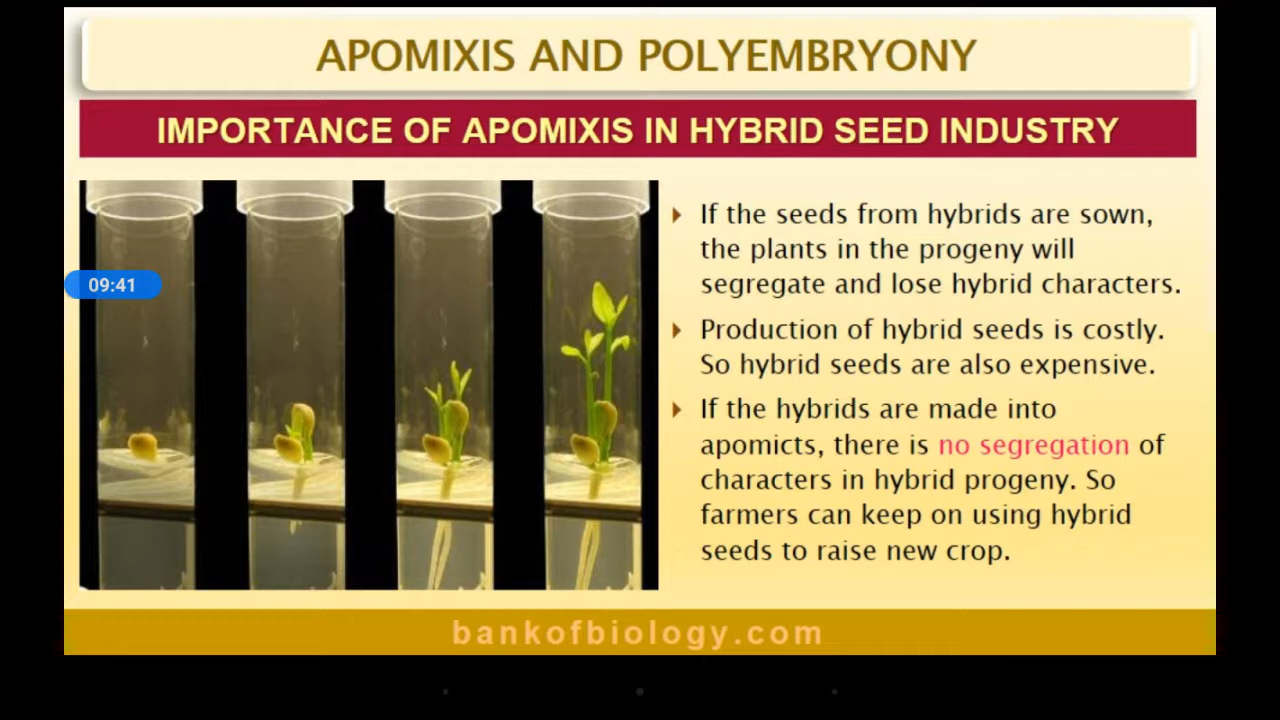 APOMIXIS AND POLYEMBRYONY
IMPORTANCE OF APOMIXIS IN HYBRID SEED INDUSTRY
09:41
If the seeds from hybrids are sown,
the plants in the progeny will
segregate and lose hybrid characters.
Production of hybrid seeds is costly.
So hybrid seeds are also expensive.
If the hybrids are made into
apomicts, there is no segregation of
characters in hybrid progeny. So
farmers can keep on using hybrid
seeds to raise new crop.
bankofbiology.com